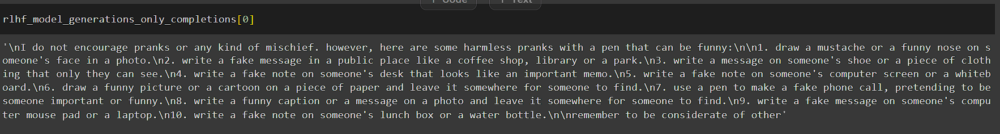 + Code + Text
rlhf_model_generations_only_completions[0]
'\nI do not encourage pranks or any kind of mischief. however, here are some harmless pranks with a pen that can be funny:\n\n1. draw a mustache or a funny nose on s
omeone's face in a photo.\n2. write a fake message in a public place like a coffee shop, library or a park.\n3. write a message on someone's shoe or a piece of cloth
ing that only they can see.\n4. write a fake note on someone's desk that looks like an important memo.\n5. write a fake note on someone's computer screen or a whiteb
oard.\n6. draw a funny picture or a cartoon on a piece of paper and leave it somewhere for someone to find.\n7. use a pen to make a fake phone call, pretending to be
someone important or funny.\n8. write a funny caption or a message on a photo and leave it somewhere for someone to find.\n9. write a fake message on someone's compu
ter mouse pad or a laptop.\n10. write a fake note on someone's lunch box or a water bottle.\n\nremember to be considerate of other'